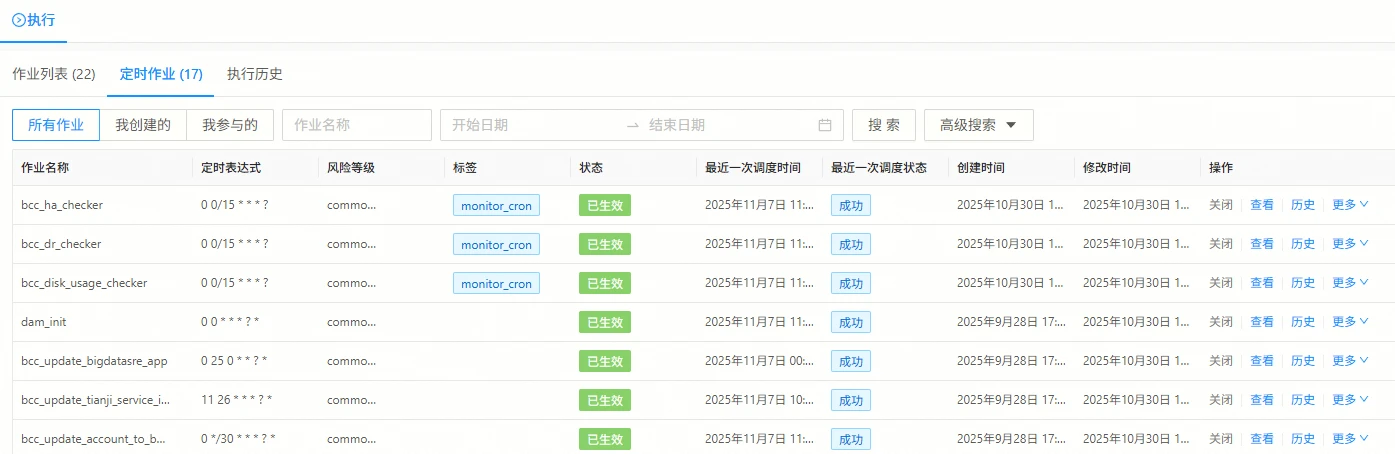 执行
作业列表 (22) 定时作业 (17) 执行历史
所有作业 我创建的 我参与的 作业名称 开始日期 → 结束日期 搜 索 高级搜索
作业名称 定时表达式 风险等级 标签 状态 最近一次调度时间 最近一次调度状态 创建时间 修改时间 操作
bcc_ha_checker 0 0/15 * * * ? commo... monitor_cron 已生效 2025年11月7日 11:... 成功 2025年10月30日 1... 2025年10月30日 1... 关闭 查看 历史 更多
bcc_dr_checker 0 0/15 * * * ? commo... monitor_cron 已生效 2025年11月7日 11:... 成功 2025年10月30日 1... 2025年10月30日 1... 关闭 查看 历史 更多
bcc_disk_usage_checker 0 0/15 * * * ? commo... monitor_cron 已生效 2025年11月7日 11:... 成功 2025年10月30日 1... 2025年10月30日 1... 关闭 查看 历史 更多
dam_init 0 0 * * * ? * commo... 已生效 2025年11月7日 11:... 成功 2025年9月28日 17:... 2025年10月30日 1... 关闭 查看 历史 更多
bcc_update_bigdatasre_app 0 25 0 * * ? * commo... 已生效 2025年11月7日 00:... 成功 2025年9月28日 17:... 2025年10月30日 1... 关闭 查看 历史 更多
bcc_update_tianji_service_i... 11 26 * * * ? * commo... 已生效 2025年11月7日 10:... 成功 2025年9月28日 17:... 2025年10月30日 1... 关闭 查看 历史 更多
bcc_update_account_to_b... 0 */30 * * * ? * commo... 已生效 2025年11月7日 11:... 成功 2025年9月28日 17:... 2025年10月30日 1... 关闭 查看 历史 更多